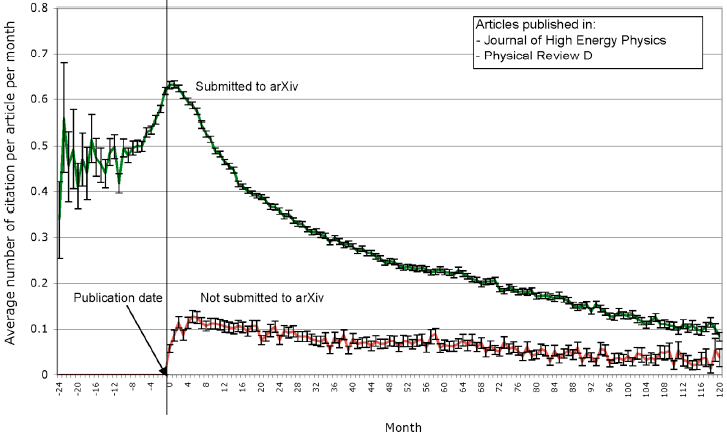 Articles published in:
- Journal of High Energy Physics
- Physical Review D
Submitted to arXiv
Not submitted to arXiv
Publication date
Average number of citation per article per month
0.8
0.7
0.6
0.5
0.4
0.3
0.2
0.1
0
-24 -20 -16 -12 -8 -4 0 4 8 12 16 20 24 28 32 36 40 44 48 52 56 60 64 68 72 76 80 84 88 92 96 100 104 108 112 116 120
Month